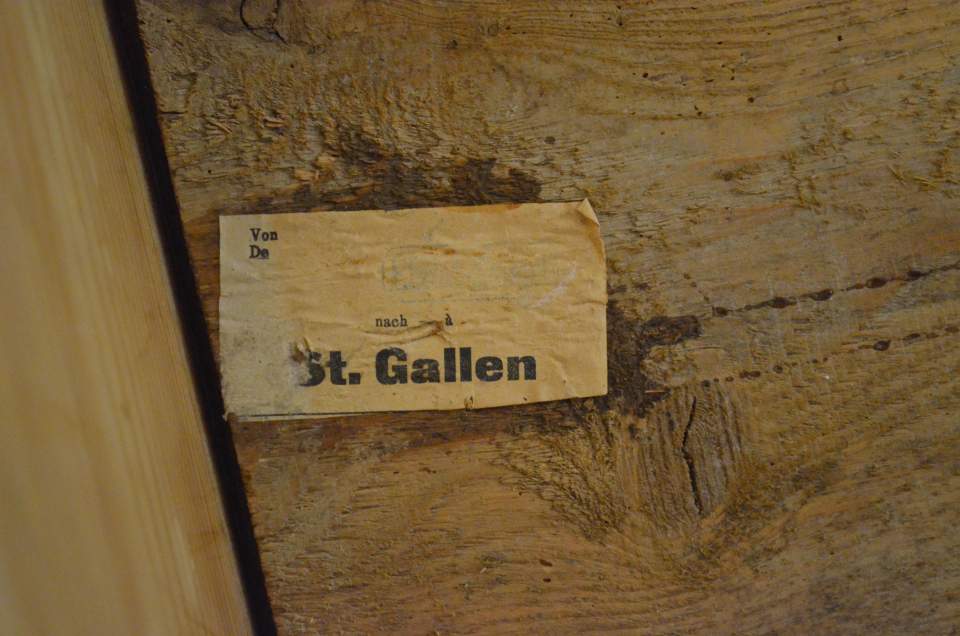 Von
De
nach à
St. Gallen